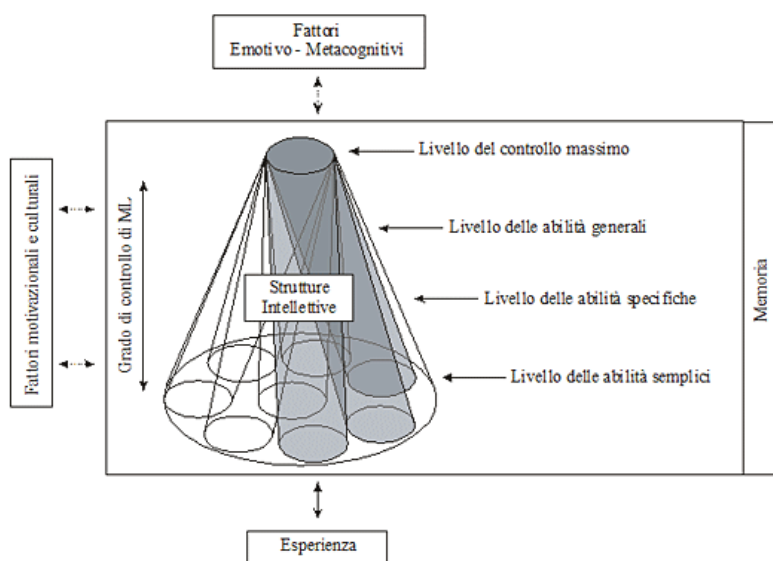 Fattori
Emotivo - Metacognitivi
Livello del controllo massimo
Livello delle abilità generali
Livello delle abilità specifiche
Livello delle abilità semplici
Strutture
Intellettive
Grado di controllo di ML
Fattori motivazionali e culturali
Memoria
Esperienza